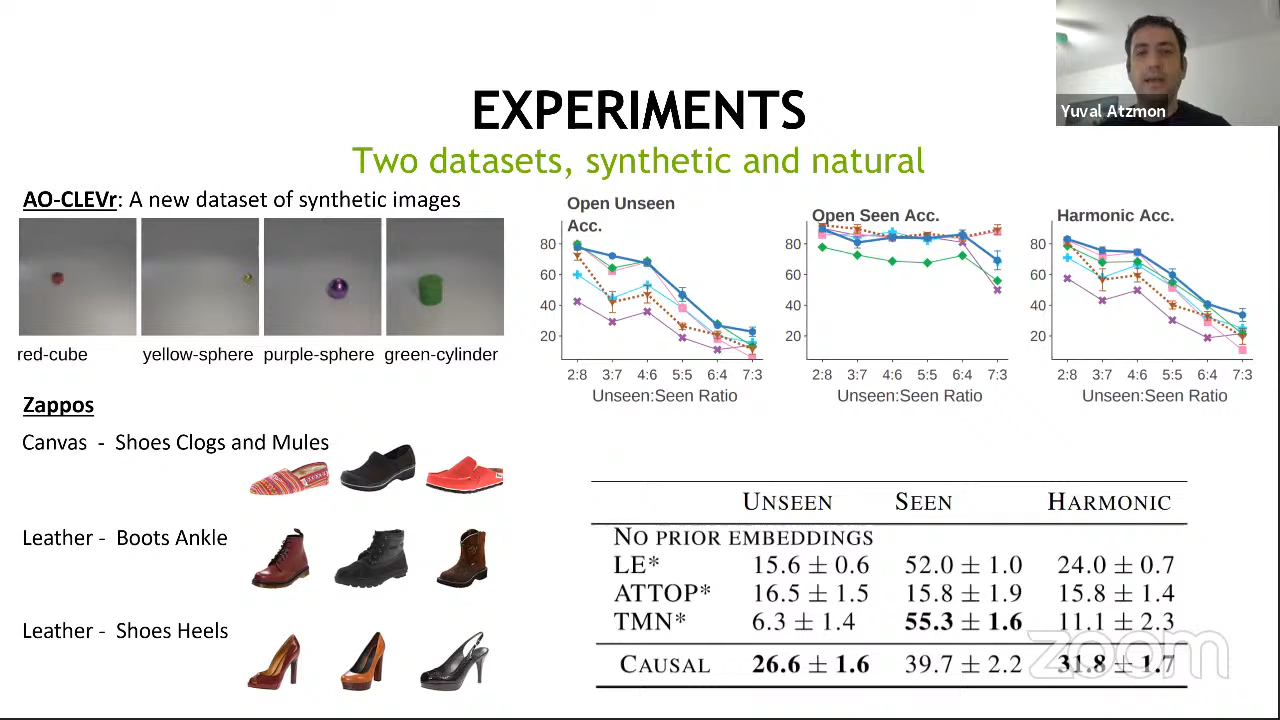 Yuval Atzmon
EXPERIMENTS
Two datasets, synthetic and natural
AO-CLEVr: A new dataset of synthetic images
red-cube
yellow-sphere
purple-sphere
green-cylinder
Zappos
Canvas - Shoes Clogs and Mules
Leather - Boots Ankle
Leather - Shoes Heels
Open Unseen
Acc.
80
60
40
20
2:8 3:7 4:6 5:5 6:4 7:3
Unseen:Seen Ratio
Open Seen Acc.
80
60
40
20
2:8 3:7 4:6 5:5 6:4 7:3
Unseen:Seen Ratio
Harmonic Acc.
80
60
40
20
2:8 3:7 4:6 5:5 6:4 7:3
Unseen:Seen Ratio
UNSEEN SEEN HARMONIC
NO PRIOR EMBEDDINGS
LE* 15.6 ± 0.6 52.0 ± 1.0 24.0 ± 0.7
ATTOP* 16.5 ± 1.5 15.8 ± 1.9 15.8 ± 1.4
TMN* 6.3 ± 1.4 55.3 ± 1.6 11.1 ± 2.3
CAUSAL 26.6 ± 1.6 39.7 ± 2.2 31.8 ± 1.7
zoom